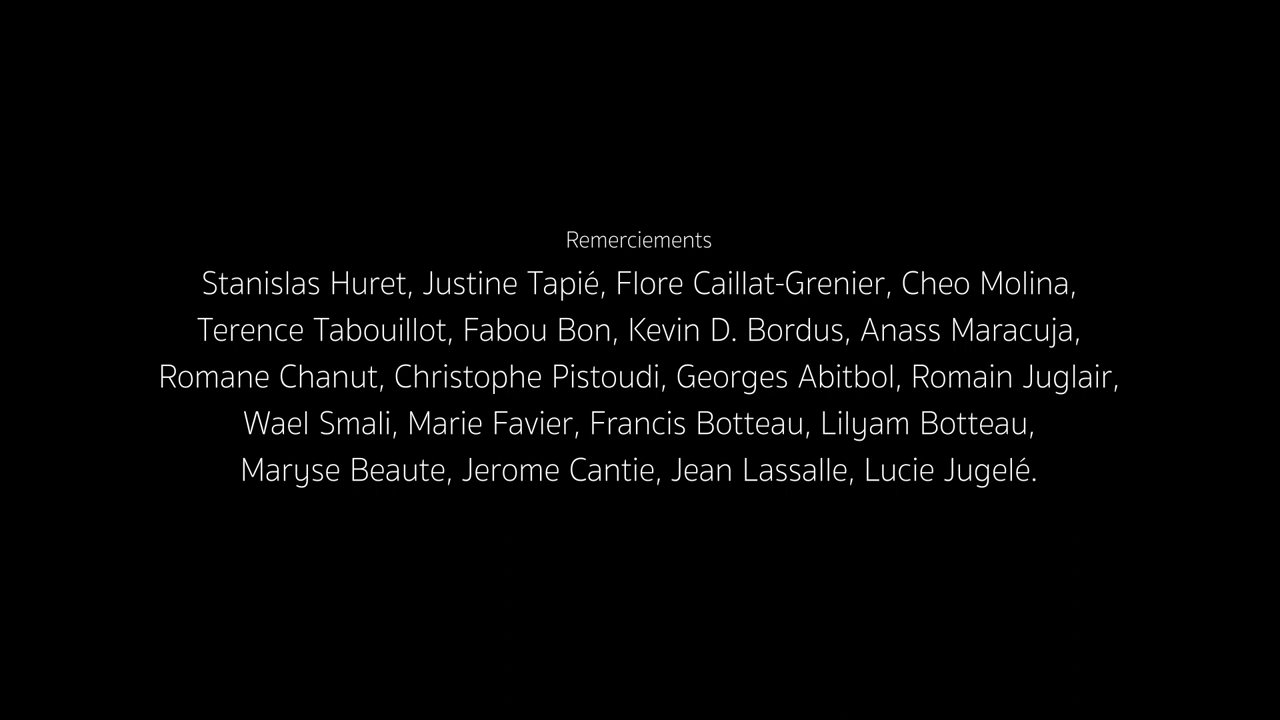 Remerciements
Stanislas Huret, Justine Tapié, Flore Caillat-Grenier, Cheo Molina,
Terence Tabouillot, Fabou Bon, Kevin D. Bordus, Anass Maracuja,
Romane Chanut, Christophe Pistoudi, Georges Abitbol, Romain Juglair,
Wael Smali, Marie Favier, Francis Botteau, Lilyam Botteau,
Maryse Beaute, Jerome Cantie, Jean Lassalle, Lucie Jugelé.